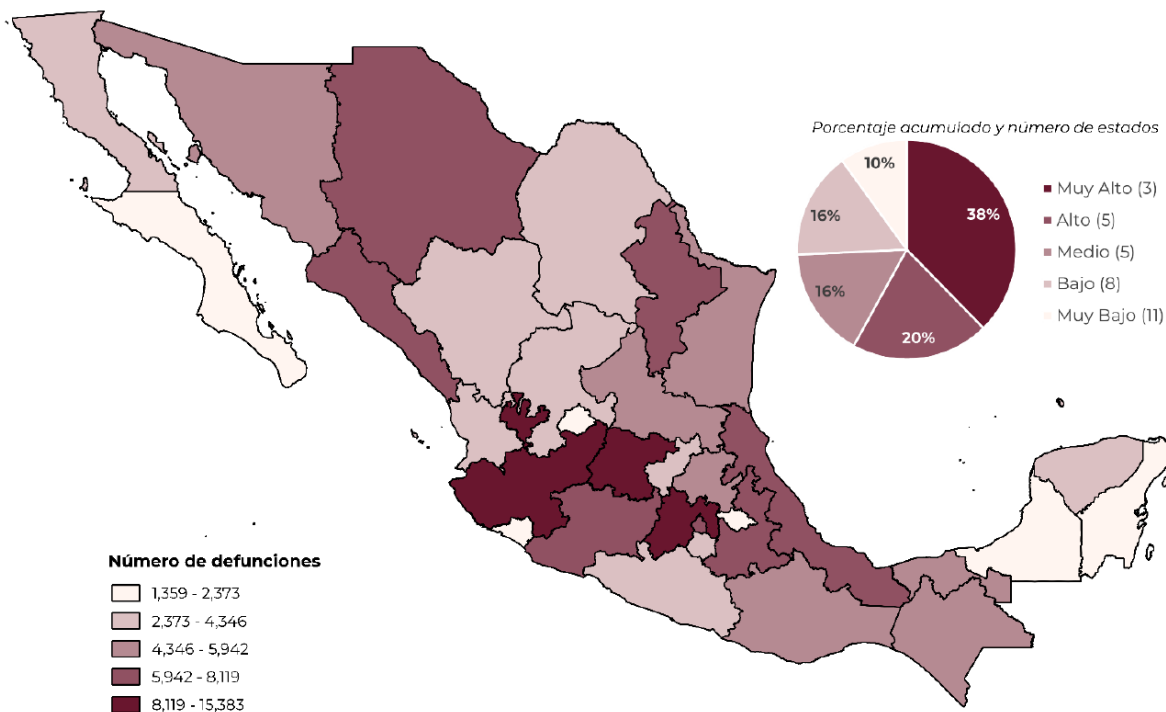 Porcentaje acumulado y número de estados
10%
38%
16%
16%
20%
Muy Alto (3)
Alto (5)
Medio (5)
Bajo (8)
Muy Bajo (11)
Número de defunciones
1,359 - 2,373
2,373 - 4,346
4,346 - 5,942
5,942 - 8,119
8,119 - 15,383